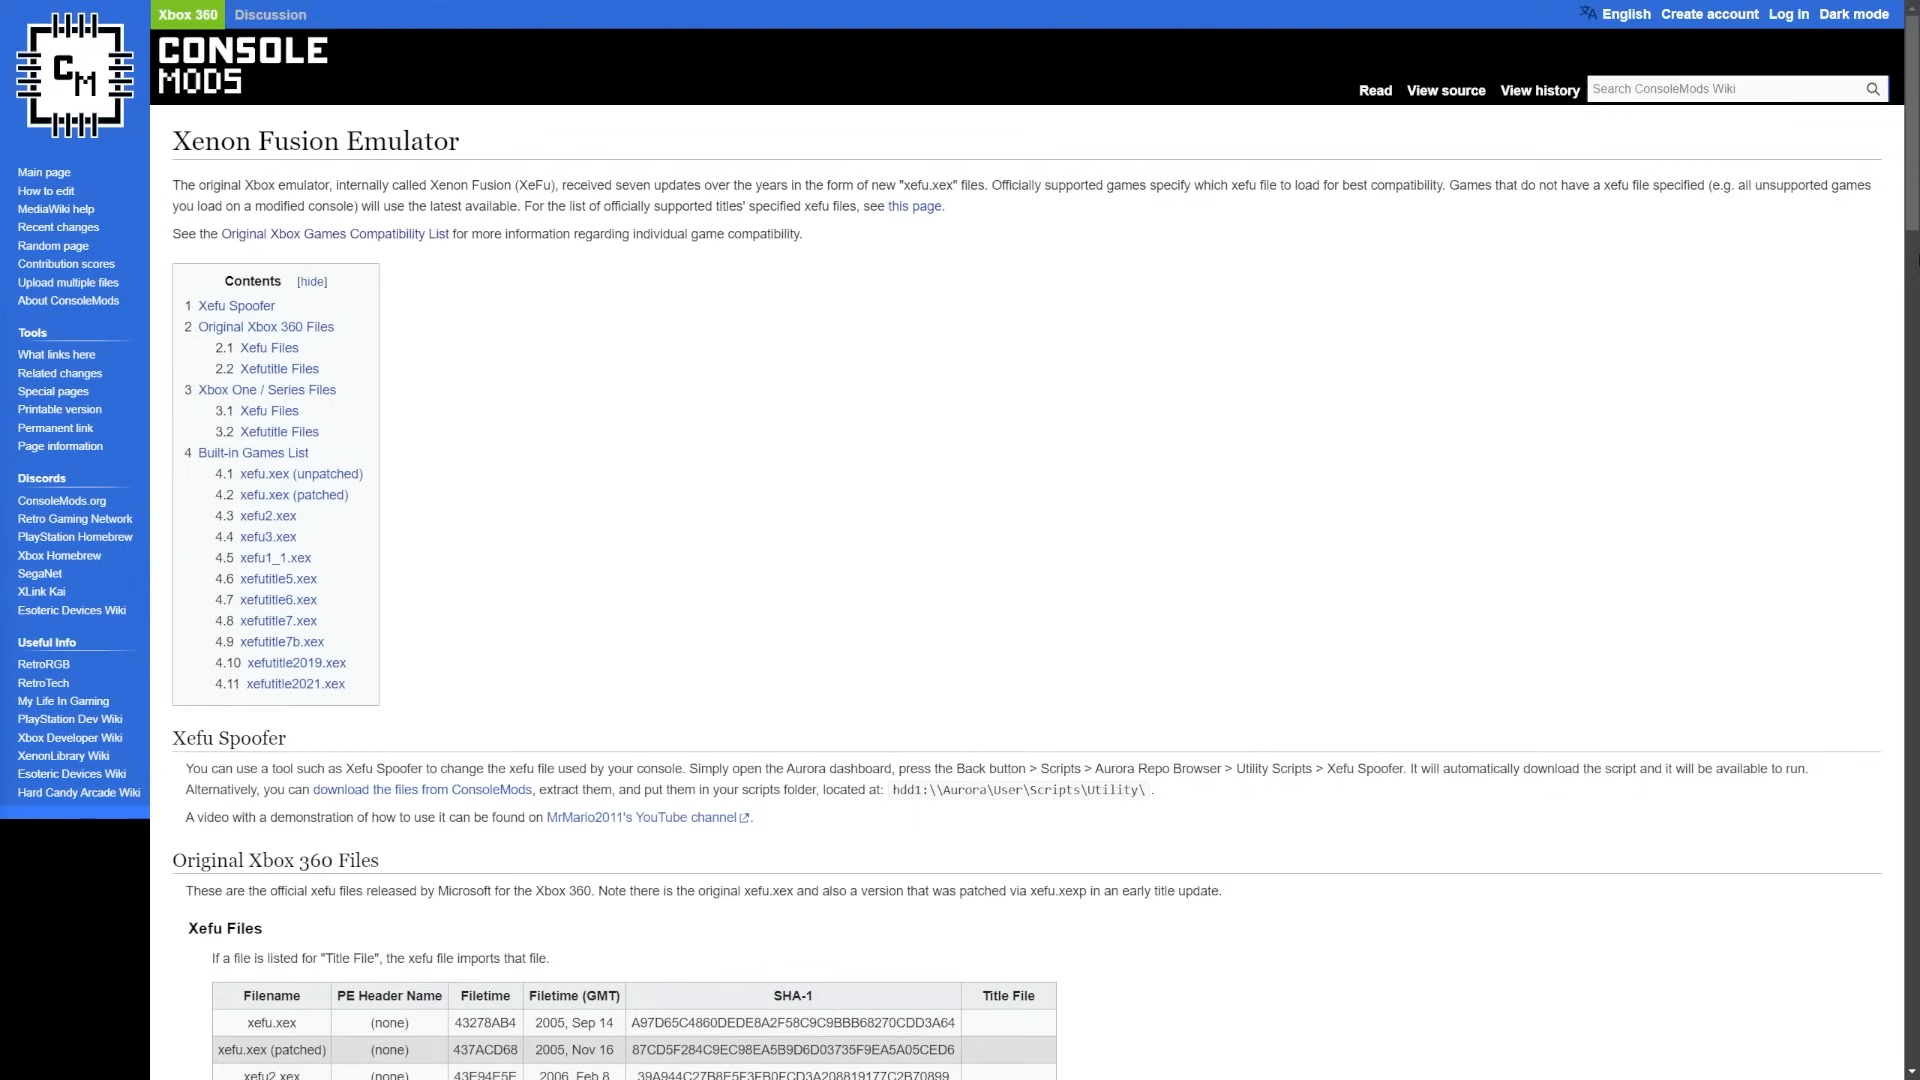 Xbox 360 Discussion
English Create account Log in Dark mode
CM
CONSOLE
MODS
Read View source View history Search ConsoleMods Wiki
Main page
How to edit
MediaWiki help
Recent changes
Random page
Contribution scores
Upload multiple files
About ConsoleMods
Tools
What links here
Related changes
Special pages
Printable version
Permanent link
Page information
Discords
ConsoleMods.org
Retro Gaming Network
PlayStation Homebrew
Xbox Homebrew
SegaNet
XLink Kai
Esoteric Devices Wiki
Useful Info
RetroRGB
RetroTech
My Life In Gaming
PlayStation Dev Wiki
Xbox Developer Wiki
XenonLibrary Wiki
Esoteric Devices Wiki
Hard Candy Arcade Wiki
Xenon Fusion Emulator
The original Xbox emulator, internally called Xenon Fusion (XeFu), received seven updates over the years in the form of new "xefu.xex" files. Officially supported games specify which xefu file to load for best compatibility. Games that do not have a xefu file specified (e.g. all unsupported games
you load on a modified console) will use the latest available. For the list of officially supported titles' specified xefu files, see this page.
See the Original Xbox Games Compatibility List for more information regarding individual game compatibility.
Contents [hide]
1 Xefu Spoofer
2 Original Xbox 360 Files
2.1 Xefu Files
2.2 Xefutitle Files
3 Xbox One / Series Files
3.1 Xefu Files
3.2 Xefutitle Files
4 Built-in Games List
4.1 xefu.xex (unpatched)
4.2 xefu.xex (patched)
4.3 xefu2.xex
4.4 xefu3.xex
4.5 xefu1_1.xex
4.6 xefutitle5.xex
4.7 xefutitle6.xex
4.8 xefutitle7.xex
4.9 xefutitle7b.xex
4.10 xefutitle2019.xex
4.11 xefutitle2021.xex
Xefu Spoofer
You can use a tool such as Xefu Spoofer to change the xefu file used by your console. Simply open the Aurora dashboard, press the Back button > Scripts > Aurora Repo Browser > Utility Scripts > Xefu Spoofer. It will automatically download the script and it will be available to run.
Alternatively, you can download the files from ConsoleMods, extract them, and put them in your scripts folder, located at: hdd1:\\Aurora\User\Scripts\Utility\ .
A video with a demonstration of how to use it can be found on MrMario2011's YouTube channel.
Original Xbox 360 Files
These are the official xefu files released by Microsoft for the Xbox 360. Note there is the original xefu.xex and also a version that was patched via xefu.xexp in an early title update.
Xefu Files
If a file is listed for "Title File", the xefu file imports that file.
Filename PE Header Name Filetime Filetime (GMT) SHA-1 Title File
xefu.xex (none) 43278AB4 2005, Sep 14 A97D65C4860DEDE8A2F58C9C9BBB68270CDD3A64
xefu.xex (patched) (none) 437ACD68 2005, Nov 16 87CD5F284C9EC98EA5B9D6D03735F9EA5A05CED6
xefu2.xex (none) 43E94E5E 2006, Feb 8